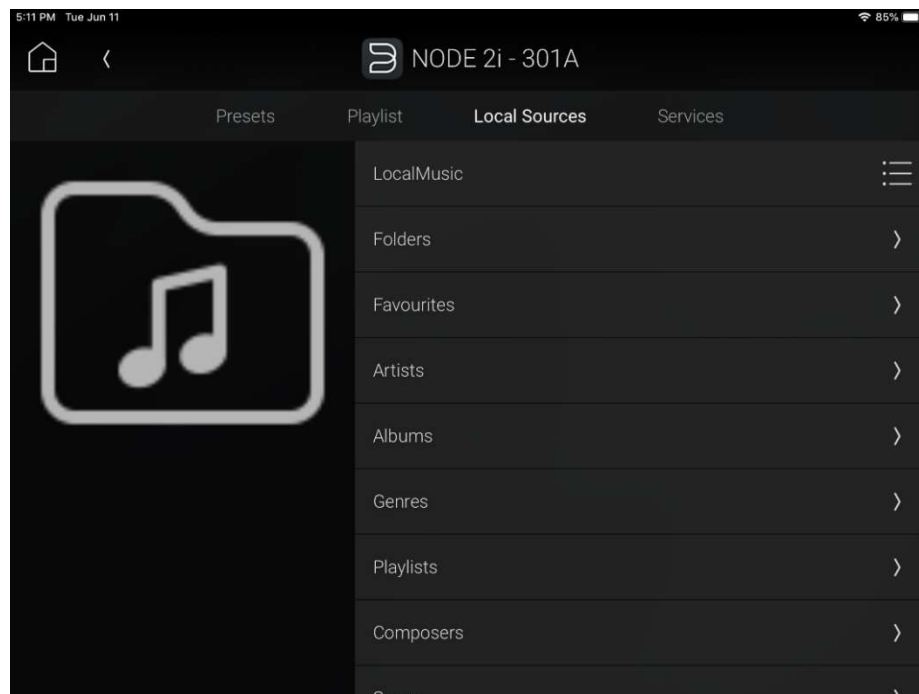 5:11 PM Tue Jun 11 85%
NODE 2i - 301A
Presets Playlist Local Sources Services
LocalMusic
Folders
Favourites
Artists
Albums
Genres
Playlists
Composers